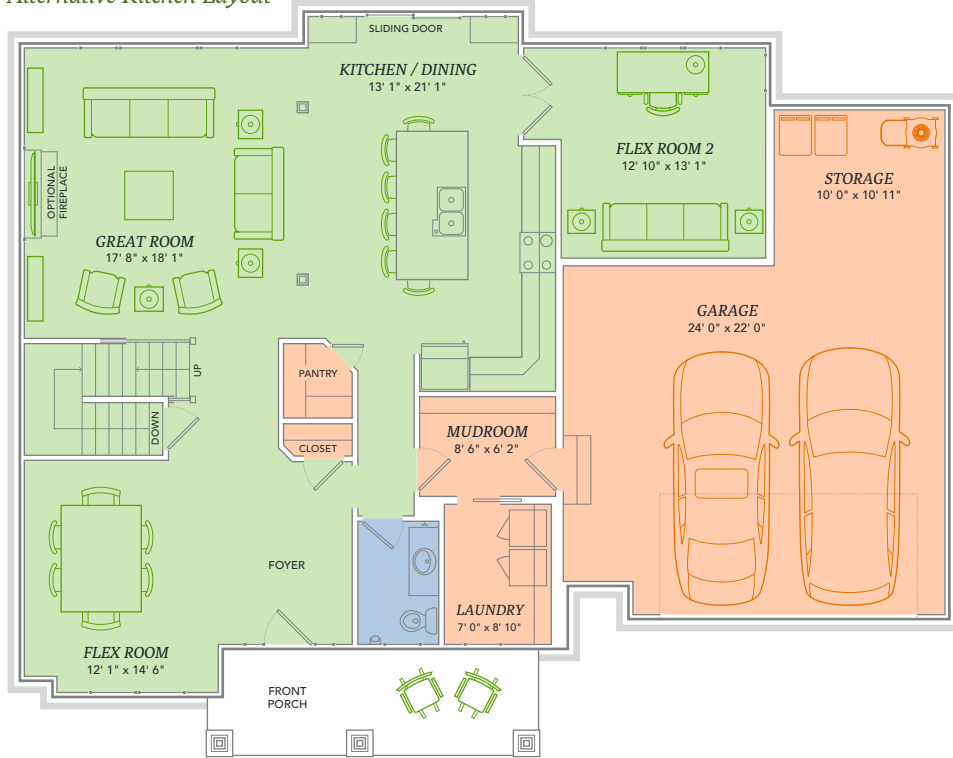 Alternative Kitchen Layout
SLIDING DOOR
KITCHEN / DINING
13' 1" x 21' 1"
FLEX ROOM 2
12' 10" x 13' 1"
STORAGE
10' 0" x 10' 11"
OPTIONAL
FIREPLACE
GREAT ROOM
17' 8" x 18' 1"
GARAGE
24' 0" x 22' 0"
UP
PANTRY
DOWN
CLOSET
MUDROOM
8' 6" x 6' 2"
FOYER
LAUNDRY
7' 0" x 8' 10"
FLEX ROOM
12' 1" x 14' 6"
FRONT
PORCH